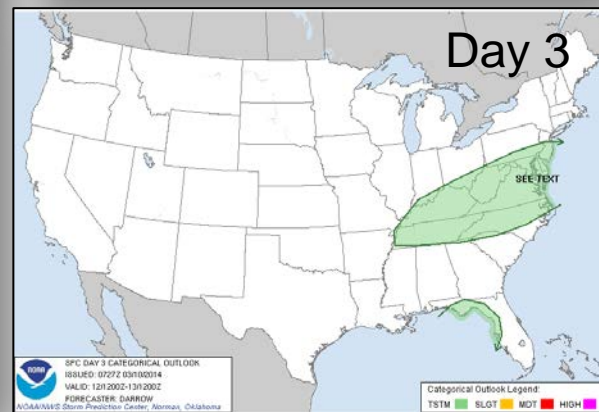 Day 3
SEE TEXT
NOAA
SPC DAY 3 CATEGORICAL OUTLOOK
ISSUED: 0727Z 03/10/2014
VALID: 12/1200Z-13/1200Z
FORECASTER: DARROW
NOAA/NWS Storm Prediction Center, Norman, Oklahoma
Categorical Outlook Legend:
TSTM SLGT MDT HIGH